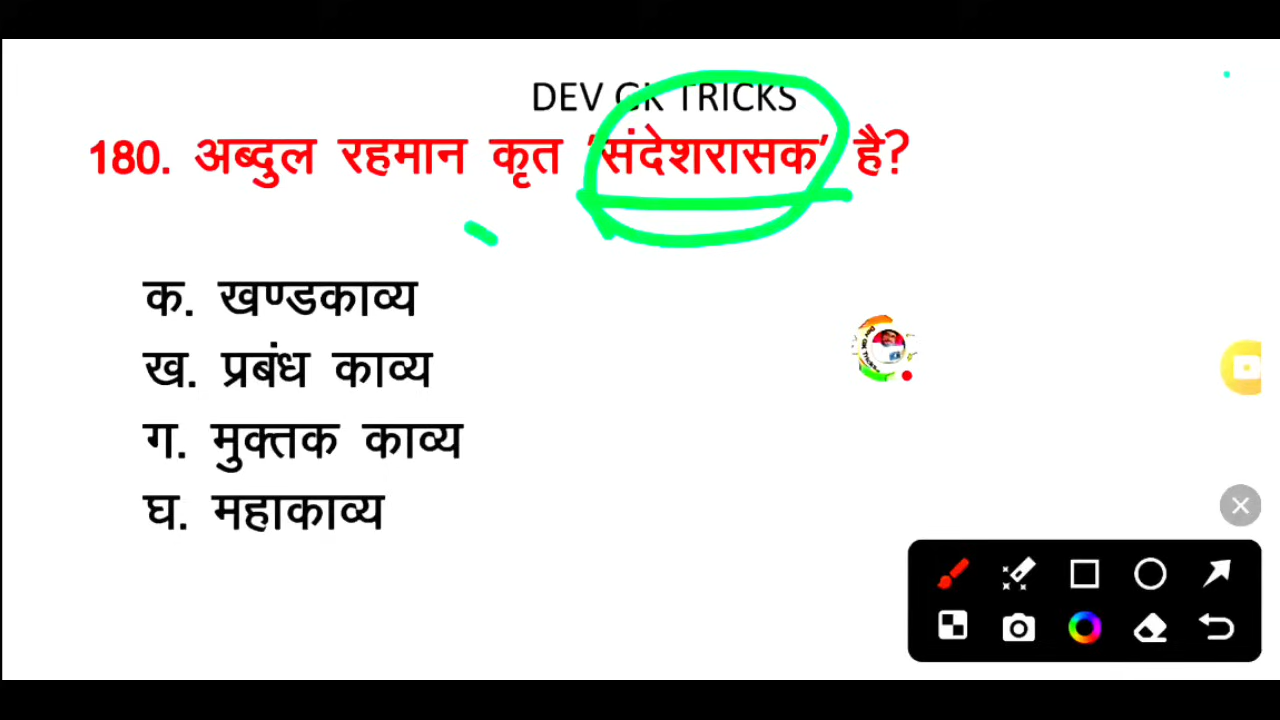 DEV GK TRICKS
180. अब्दुल रहमान कृत 'संदेशरासक' है?
क. खण्डकाव्य
ख. प्रबंध काव्य
ग. मुक्तक काव्य
घ. महाकाव्य